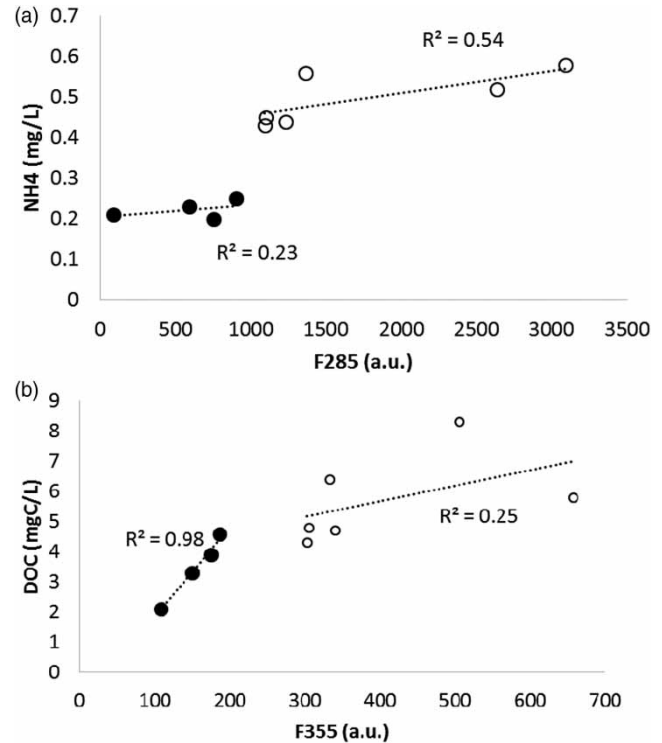 (a)
0.7
0.6
0.5
0.4
0.3
0.2
0.1
0
NH4 (mg/L)
R² = 0.54
R² = 0.23
0 500 1000 1500 2000 2500 3000 3500
F285 (a.u.)
(b)
9
8
7
6
5
4
3
2
1
0
DOC (mgC/L)
R² = 0.98
R² = 0.25
0 100 200 300 400 500 600 700
F355 (a.u.)